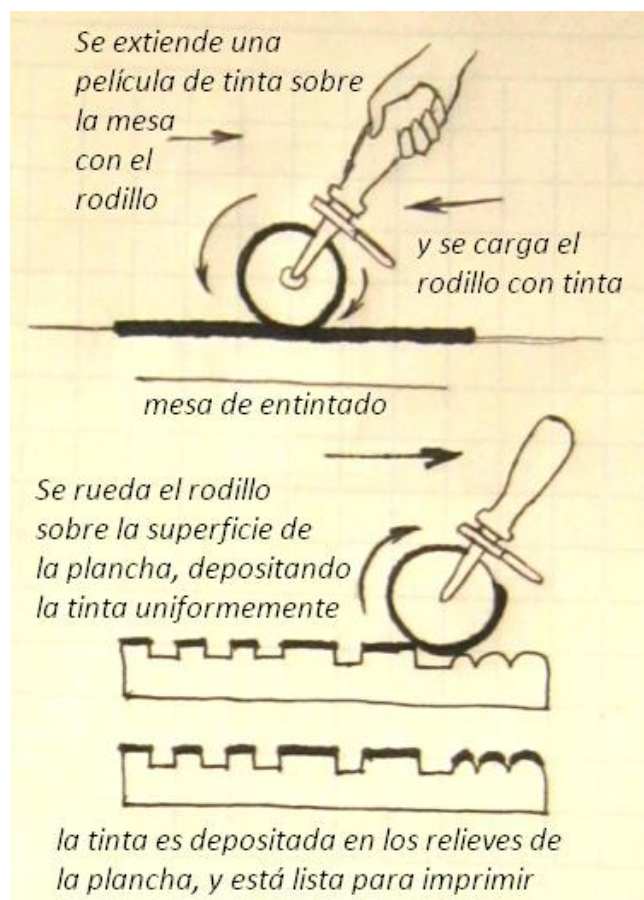 Se extiende una
película de tinta sobre
la mesa
con el
rodillo
y se carga el
rodillo con tinta
mesa de entintado
Se rueda el rodillo
sobre la superficie de
la plancha, depositando
la tinta uniformemente
la tinta es depositada en los relieves de
la plancha, y está lista para imprimir